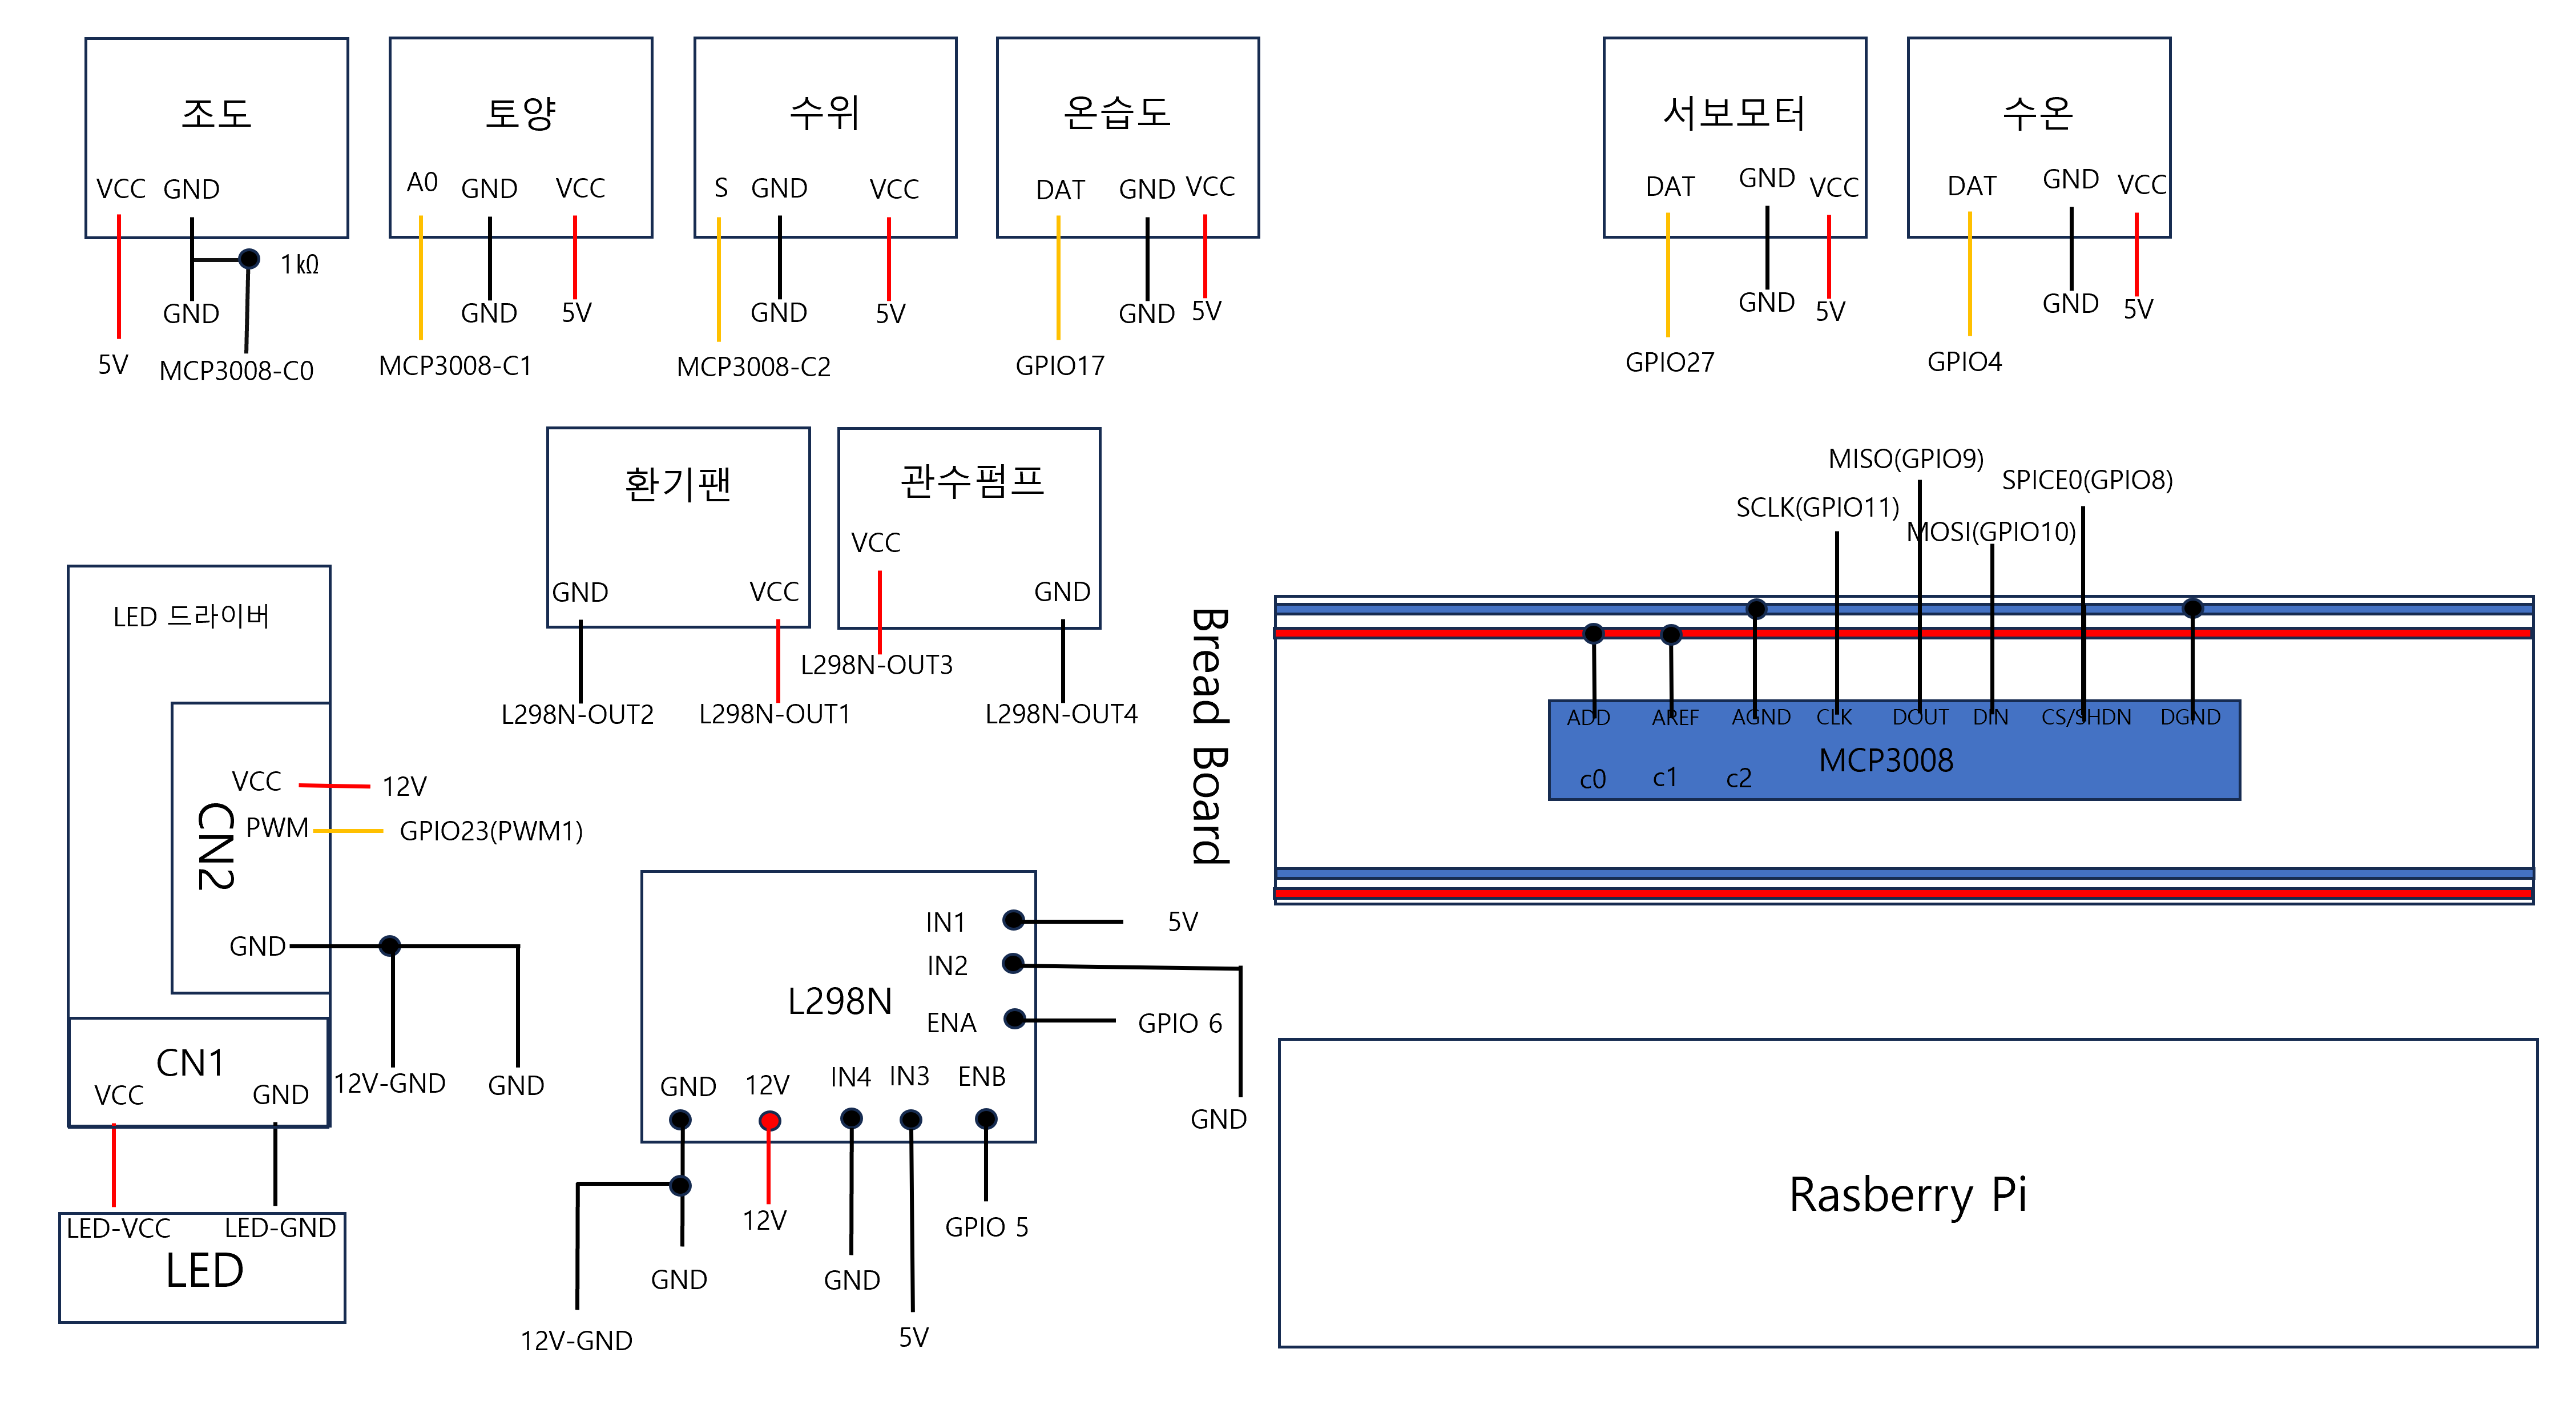 조도
VCC GND
1㏀
GND
5V
MCP3008-C0
토양
A0 GND VCC
GND 5V
MCP3008-C1
수위
S GND VCC
GND 5V
MCP3008-C2
온습도
DAT GND VCC
GND 5V
GPIO17
서보모터
DAT GND VCC
GND 5V
GPIO27
수온
DAT GND VCC
GND 5V
GPIO4
환기팬
GND VCC
L298N-OUT2 L298N-OUT1
관수펌프
VCC
GND
L298N-OUT3
L298N-OUT4
MISO(GPIO9)
SPICE0(GPIO8)
SCLK(GPIO11)
MOSI(GPIO10)
Bread Board
ADD AREF AGND CLK DOUT DIN CS/SHDN DGND
MCP3008
c0 c1 c2
LED 드라이버
CN2
VCC 12V
PWM GPIO23(PWM1)
GND
12V-GND GND
CN1
VCC GND
LED-VCC LED-GND
LED
L298N
IN1 5V
IN2
ENA GPIO 6
GND
GND 12V IN4 IN3 ENB
12V
GPIO 5
GND
GND
12V-GND
5V
Rasberry Pi